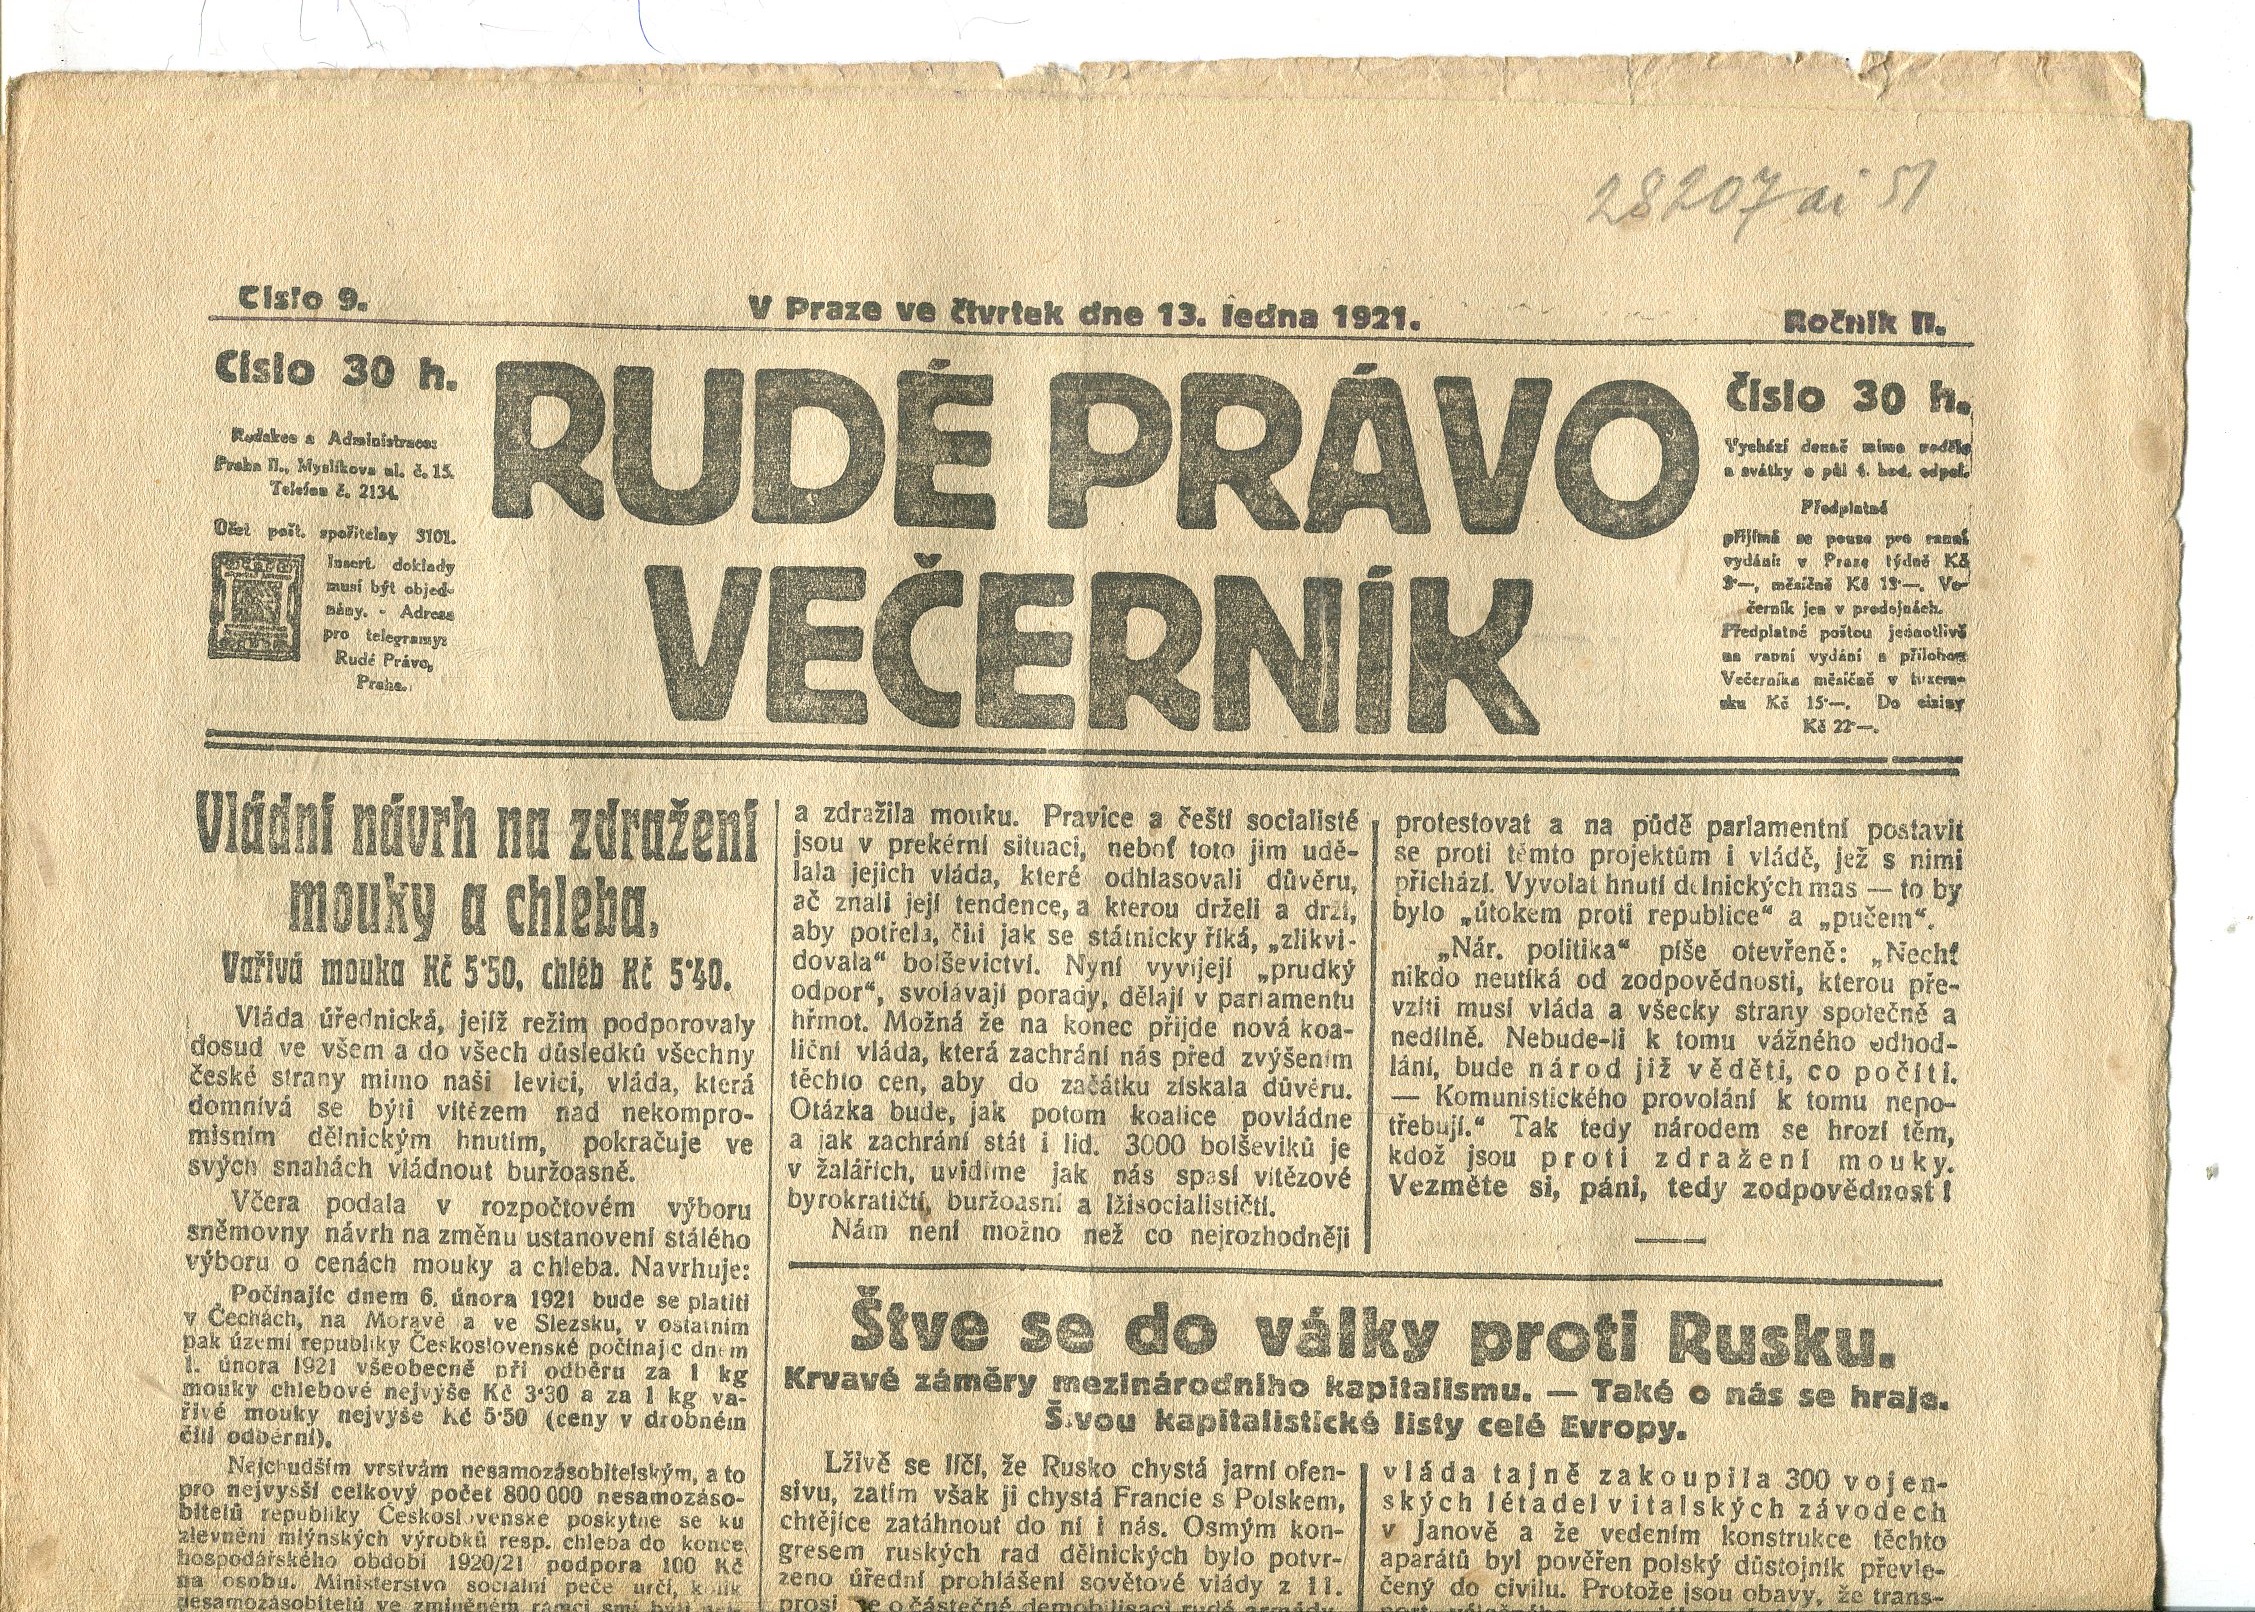 28207 ai 51
Císlo 9.
V Praze ve čtvrtek dne 13. ledna 1921.
Ročník II.
Císlo 30 h.
Redakce a Administrace:
Praha II., Myslíkova ul. č. 15.
Telefon č. 2134.
Účet pošt. spořitelny 3101.
Insert. doklady
musí být objed-
nány. - Adresa
pro telegramy:
Rudé Právo,
Praha.
RUDÉ PRÁVO
VEČERNÍK
Číslo 30 h.
Vychází denně mimo neděle
a svátky o půl 4. hod. odpol.
Předplatné
přijímá se pouze pro ranní
vydání: v Praze týdně Kč
3·—, měsíčně Kč 13·—. Ve-
černík jen v prodejnách.
Předplatné poštou jednotlivě
na ranní vydání s přílohou
Večerníka měsíčně v tuzem-
sku Kč 15·—. Do ciziny
Kč 22·—.
Vládní návrh na zdražení
mouky a chleba.
Vařivá mouka Kč 5·50, chléb Kč 5·40.
Vláda úřednická, jejíž režim podporovaly
dosud ve všem a do všech důsledků všechny
české strany mimo naši levici, vláda, která
domnívá se býti vítězem nad nekompro-
misním dělnickým hnutím, pokračuje ve
svých snahách vládnout buržoasně.
Včera podala v rozpočtovém výboru
sněmovny návrh na změnu ustanovení stálého
výboru o cenách mouky a chleba. Navrhuje:
Počínajíc dnem 6. února 1921 bude se platiti
v Čechách, na Moravě a ve Slezsku, v ostatním
pak území republiky Československé počínajíc dnem
1. února 1921 všeobecně při odběru za 1 kg
mouky chlebové nejvýše Kč 3·30 a za 1 kg va-
řivé mouky nejvýše Kč 5·50 (ceny v drobném
čili odběrní).
Nejchudším vrstvám nesamozásobitelským, a to
pro nejvyšší celkový počet 800 000 nesamozáso-
bitelů republiky Československé poskytne se ku
zlevnění mlýnských výrobků resp. chleba do konce
hospodářského období 1920/21 podpora 100 Kč
na osobu. Ministerstvo sociální péče určí, kolik
nesamozásobitelů ve zmíněném rámci smí býti
a zdražila mouku. Pravice a čeští socialisté
jsou v prekérní situaci, neboť toto jim udě-
lala jejich vláda, které odhlasovali důvěru,
ač znali její tendence, a kterou drželi a drží,
aby potřela, čili jak se státnicky říká, „zlikvi-
dovala“ bolševictví. Nyní vyvíjejí „prudký
odpor“, svolávají porady, dělají v parlamentu
hřmot. Možná že na konec přijde nová koa-
liční vláda, která zachrání nás před zvýšením
těchto cen, aby do začátku získala důvěru.
Otázka bude, jak potom koalice povládne
a jak zachrání stát i lid. 3000 bolševiků je
v žalářích, uvidíme jak nás spasí vítězové
byrokratičtí, buržoasní a lžisocialističtí.
Nám není možno než co nejrozhodněji
protestovat a na půdě parlamentní postavit
se proti těmto projektům i vládě, jež s nimi
přichází. Vyvolat hnutí dělnických mas — to by
bylo „útokem proti republice“ a „pučem“.
„Nár. politika“ píše otevřeně: „Nechť
nikdo neutíká od zodpovědnosti, kterou pře-
vzíti musí vláda a všecky strany společně a
nedílně. Nebude-li k tomu vážného odhod-
lání, bude národ již věděti, co počíti.
— Komunistického provolání k tomu nepo-
třebují.“ Tak tedy národem se hrozí těm,
kdož jsou proti zdražení mouky.
Vezměte si, páni, tedy zodpovědnost!
Štve se do války proti Rusku.
Krvavé záměry mezinárodního kapitalismu. — Také o nás se hraje.
Štvou kapitalistické listy celé Evropy.
Lživě se líčí, že Rusko chystá jarní ofen-
sivu, zatím však ji chystá Francie s Polskem,
chtějíce zatáhnout do ní i nás. Osmým kon-
gresem ruských rad dělnických bylo potvr-
zeno úřední prohlášení sovětové vlády z 11.
prosince o částečné demobilisaci rudé armády,
vláda tajně zakoupila 300 vojen-
ských létadel v italských závodech
v Janově a že vedením konstrukce těchto
aparátů byl pověřen polský důstojník převle-
čený do civilu. Protože jsou obavy, že trans-